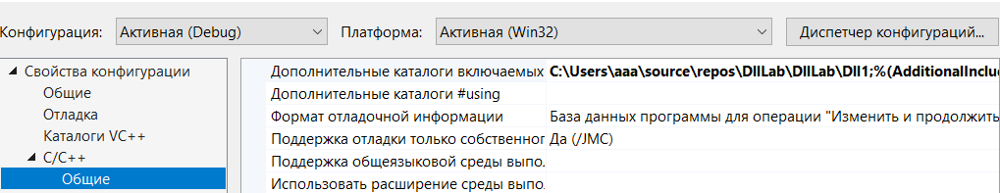 Конфигурация: Активная (Debug) Платформа: Активная (Win32) Диспетчер конфигураций...
Свойства конфигурации
Общие
Отладка
Каталоги VC++
C/C++
Общие
Дополнительные каталоги включаемых C:\Users\aaa\source\repos\DllLab\DllLab\Dll1;%(AdditionalInclu
Дополнительные каталоги #using
Формат отладочной информации База данных программы для операции "Изменить и продолжить
Поддержка отладки только собственног Да (/JMC)
Поддержка общеязыковой среды выпо.
Использовать расширение среды выпо.